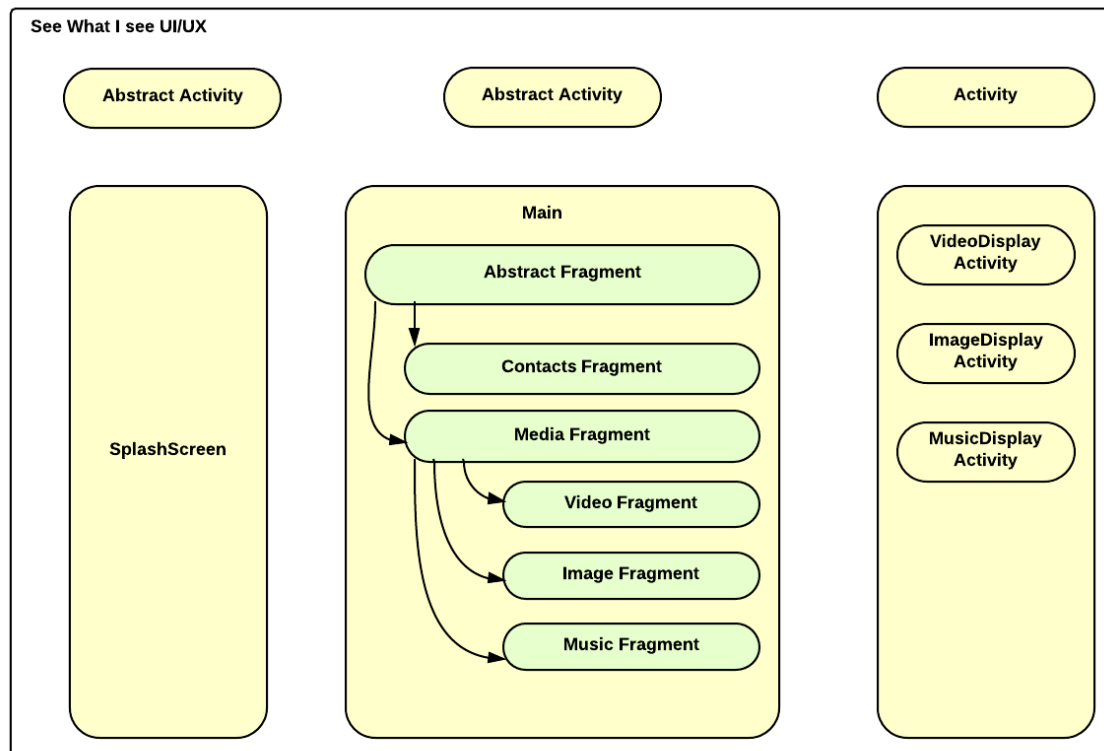 See What I see UI/UX
Abstract Activity
Abstract Activity
Activity
SplashScreen
Main
Abstract Fragment
Contacts Fragment
Media Fragment
Video Fragment
Image Fragment
Music Fragment
VideoDisplay
Activity
ImageDisplay
Activity
MusicDisplay
Activity